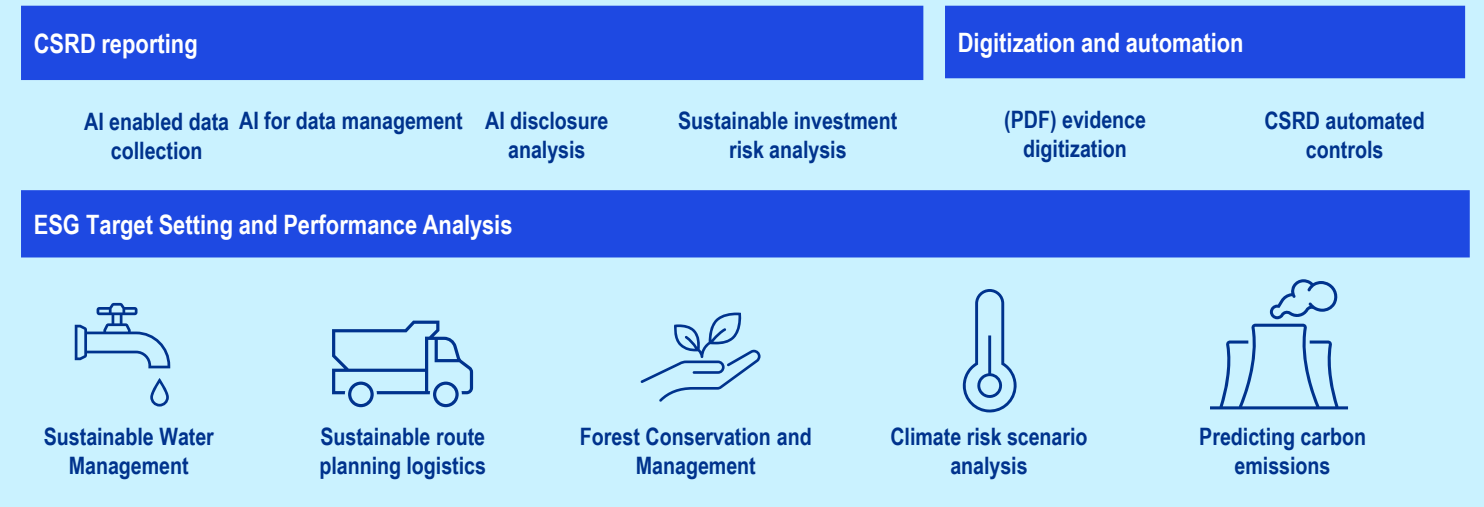 CSRD reporting
Digitization and automation
AI enabled data
collection
AI for data management
AI disclosure
analysis
Sustainable investment
risk analysis
(PDF) evidence
digitization
CSRD automated
controls
ESG Target Setting and Performance Analysis
Sustainable Water
Management
Sustainable route
planning logistics
Forest Conservation and
Management
Climate risk scenario
analysis
Predicting carbon
emissions